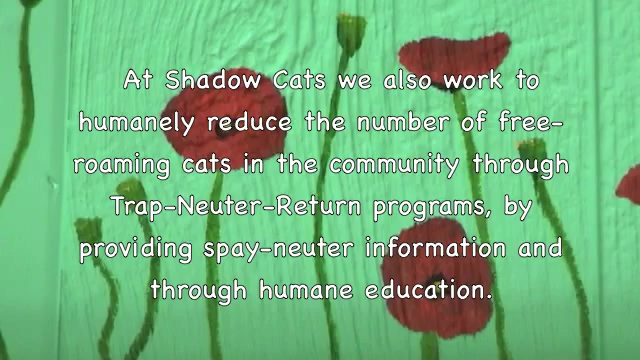 At Shadow Cats we also work to
humanely reduce the number of free-
roaming cats in the community through
Trap-Neuter-Return programs, by
providing spay-neuter information and
through humane education.